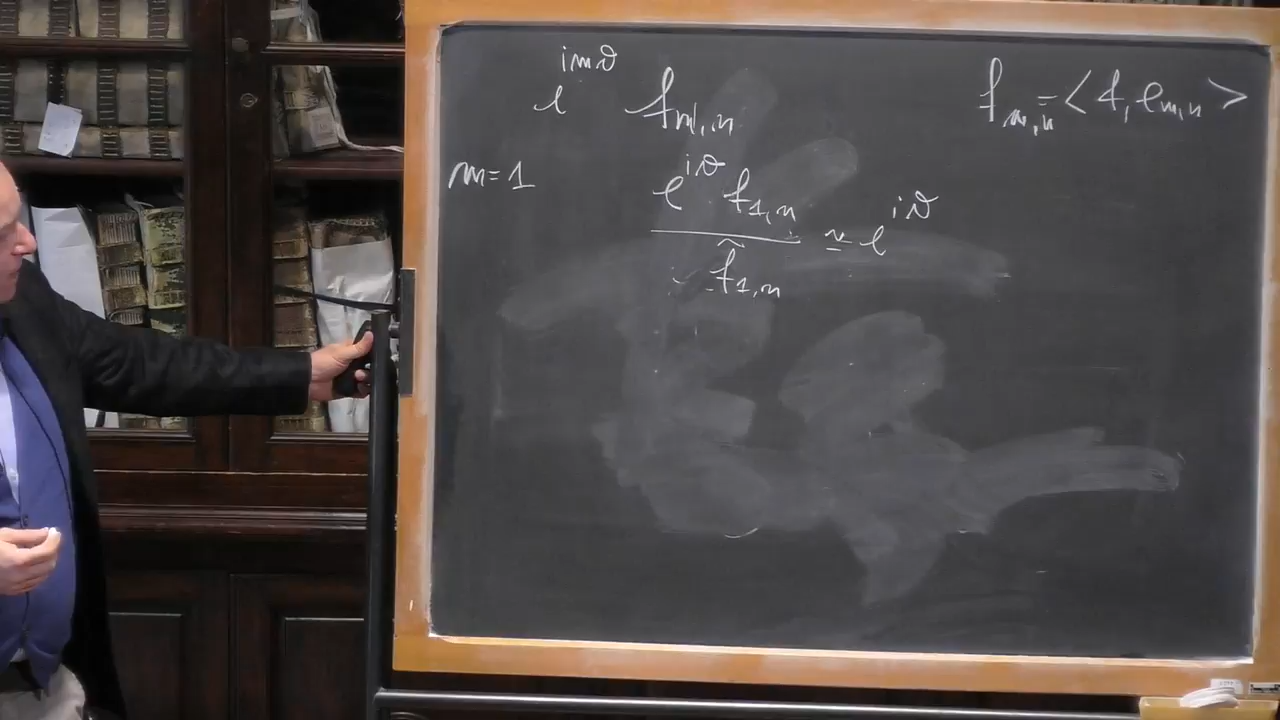 e^{imϑ} f_{m,n}
f_{m,n} = <f, e_{m,n}>
m=1
e^{iϑ} f_{1,n}
≃ e^{iϑ}
\hat{f}_{1,n}